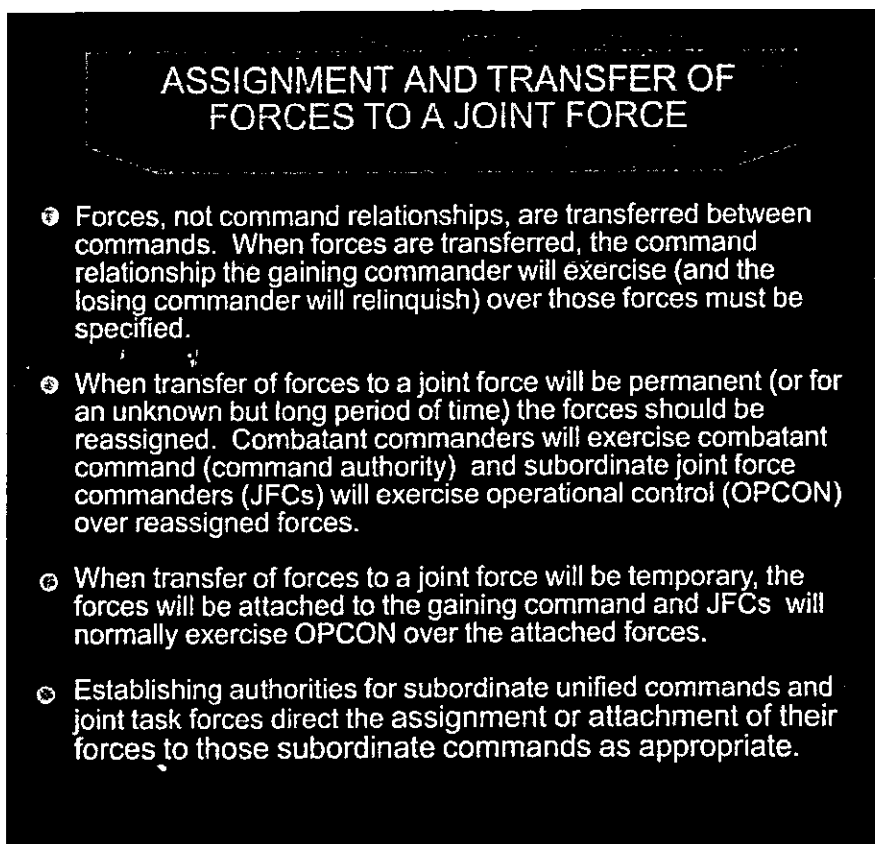 ASSIGNMENT AND TRANSFER OF
FORCES TO A JOINT FORCE
Forces, not command relationships, are transferred between
commands. When forces are transferred, the command
relationship the gaining commander will exercise (and the
losing commander will relinquish) over those forces must be
specified.
When transfer of forces to a joint force will be permanent (or for
an unknown but long period of time) the forces should be
reassigned. Combatant commanders will exercise combatant
command (command authority) and subordinate joint force
commanders (JFCs) will exercise operational control (OPCON)
over reassigned forces.
When transfer of forces to a joint force will be temporary, the
forces will be attached to the gaining command and JFCs will
normally exercise OPCON over the attached forces.
Establishing authorities for subordinate unified commands and
joint task forces direct the assignment or attachment of their
forces to those subordinate commands as appropriate.